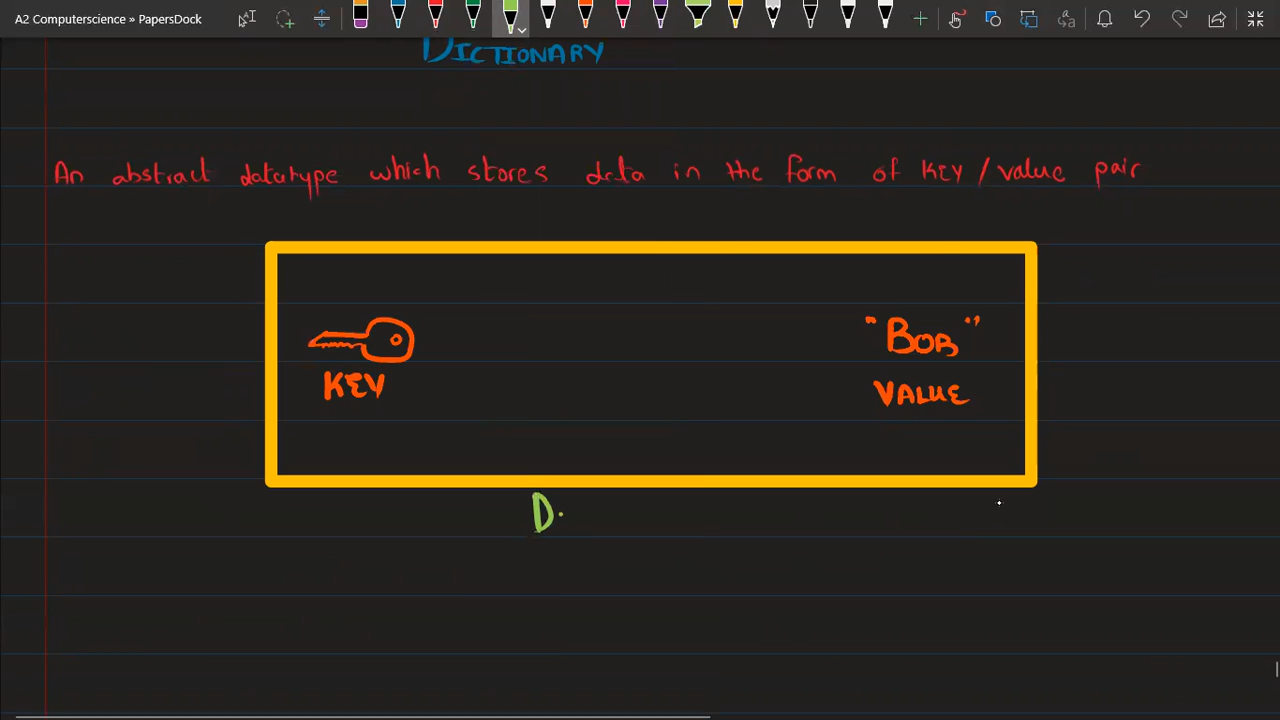 A2 Computerscience » PapersDock
DICTIONARY
An abstract datatype which stores data in the form of KEY / value pair
"BOB"
KEY
VALUE
D.